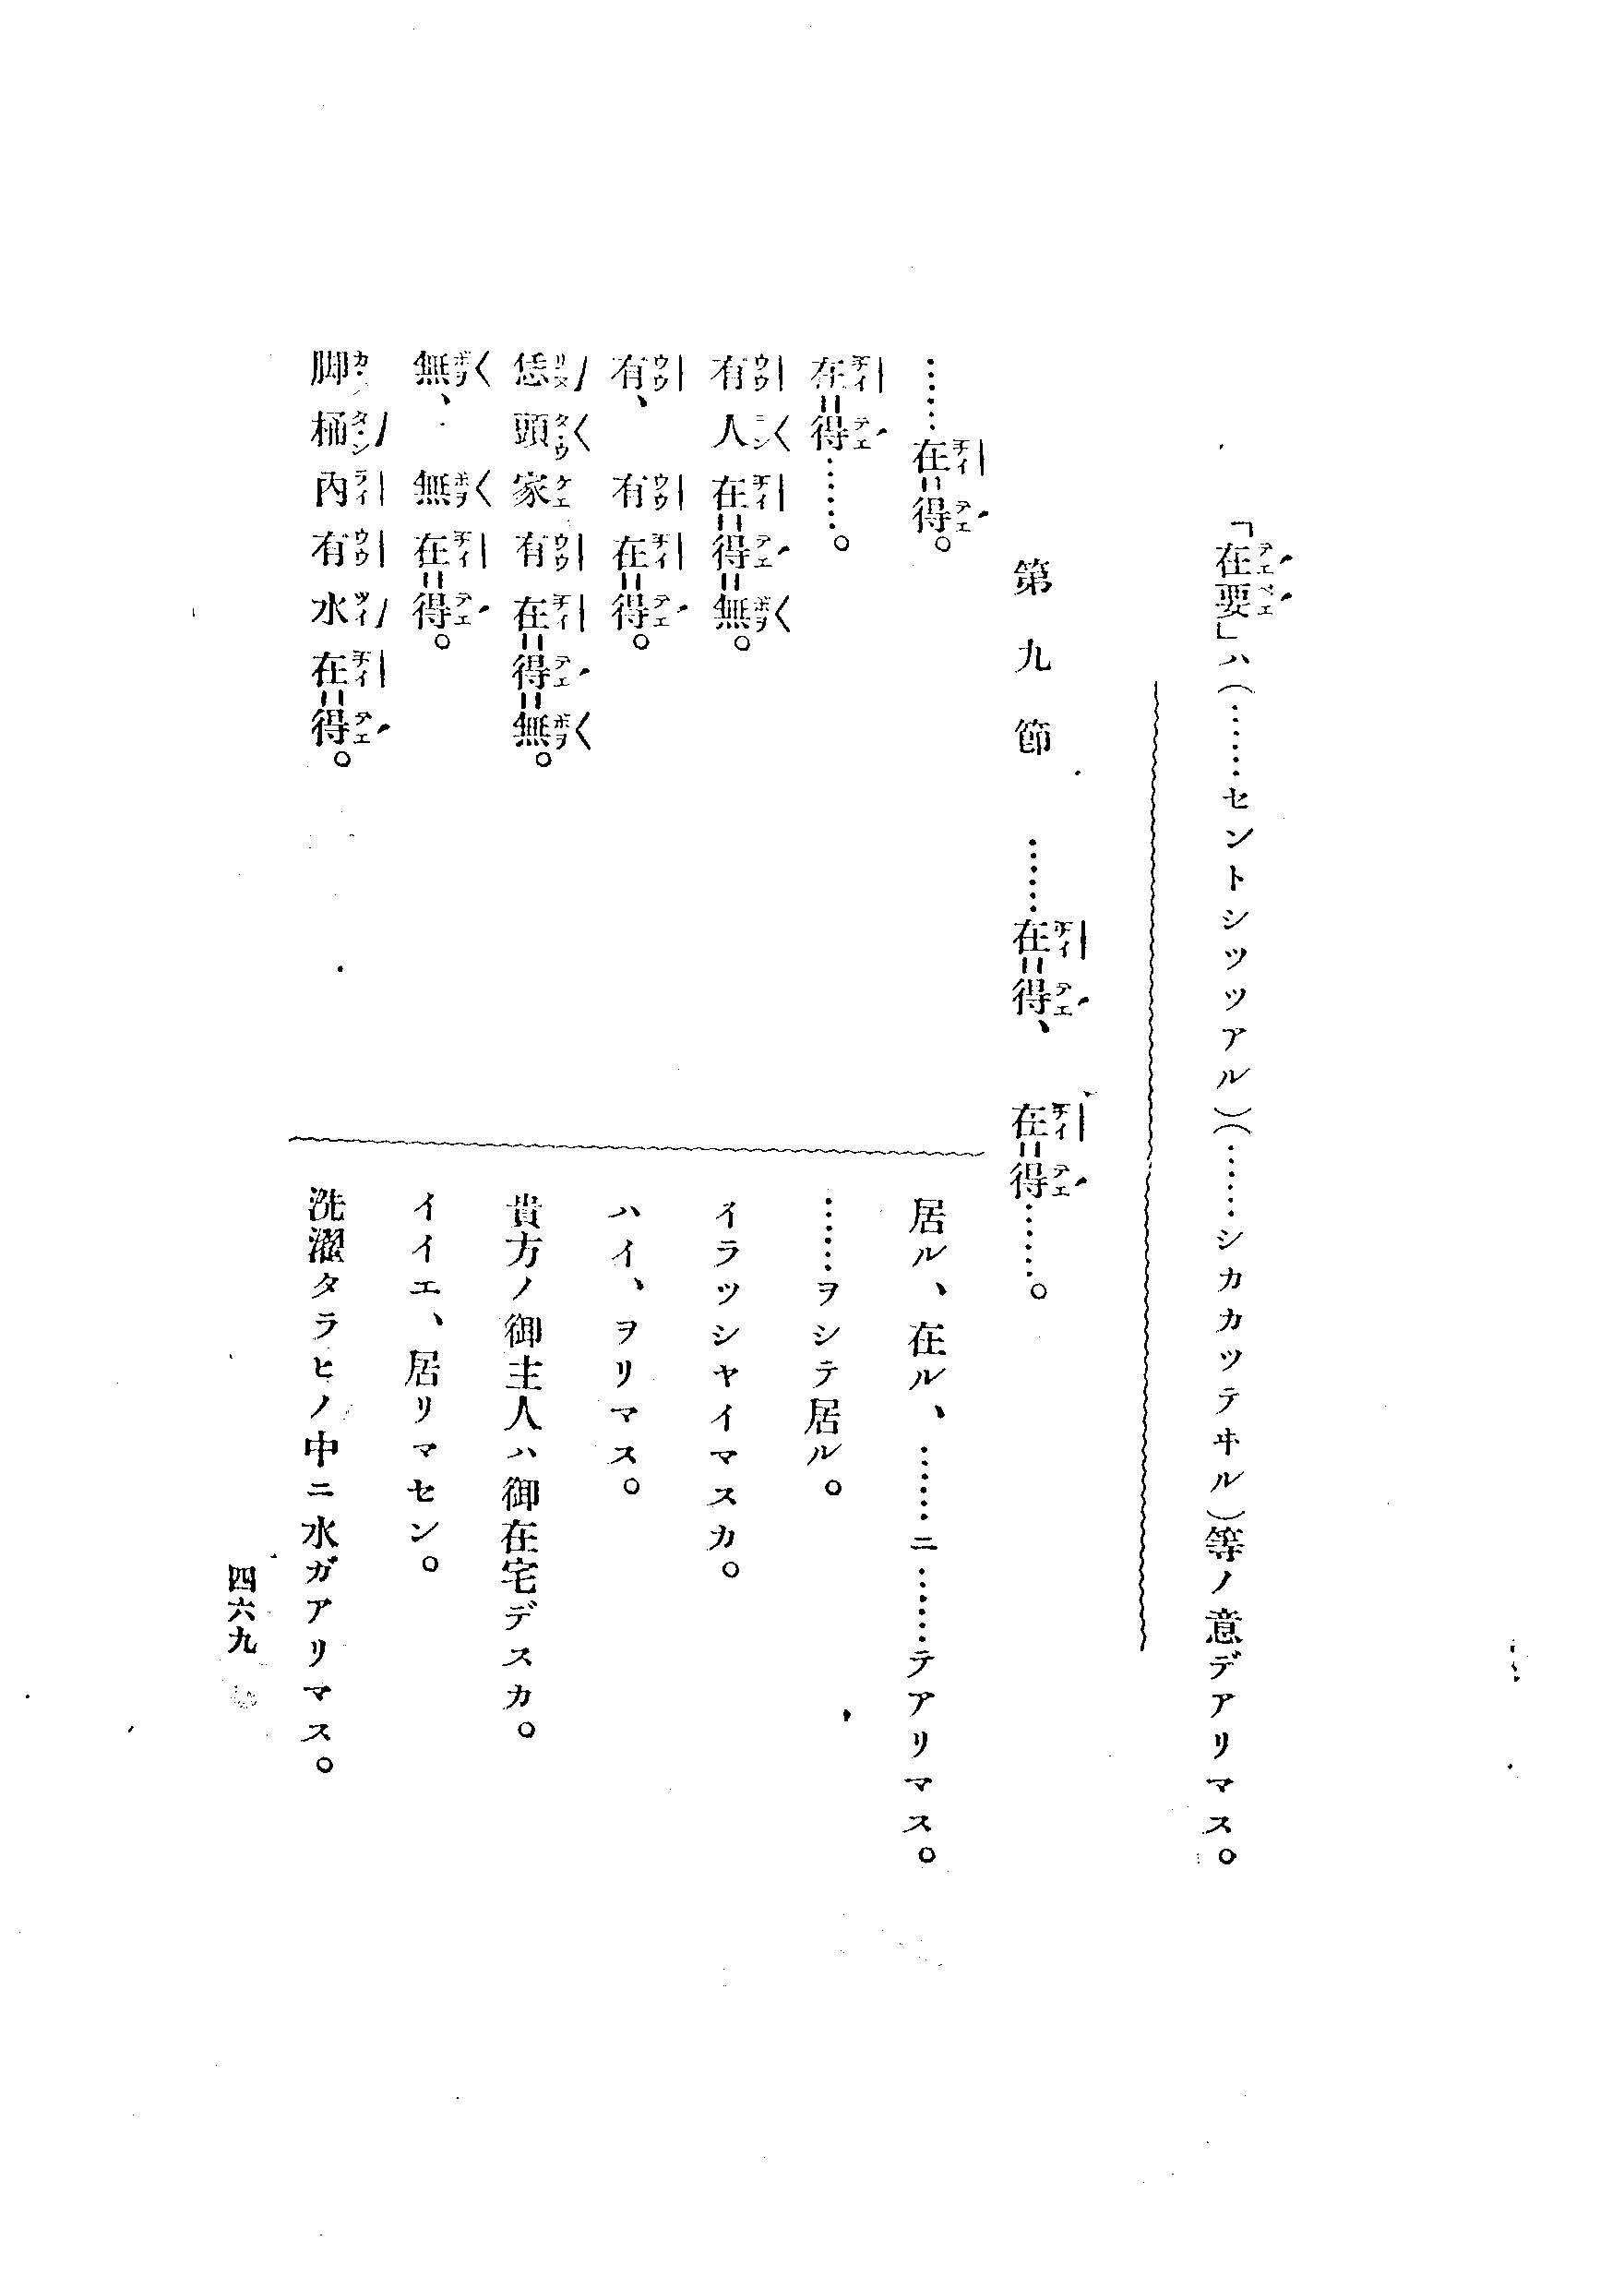 「在要」ハ(……センドシツツアル)(……シカカツテヰル)等ノ意デアリマス。
第九節 ……在=得、 在=得……。
……在=得。
居ル、在ル、……ニ……テアリマス。
在=得……。
……ヲシテ居ル。
有人在=得=無。
イラツシヤイマスカ。
有、有在=得。
ハイ、ヲリマス。
恁頭家有在=得=無。
貴方ノ御主人ハ御在宅デスカ。
無、無在=得。
イイエ、居リマセン。
脚桶內有水在=得。
洗濯タラヒノ中ニ水ガアリマス。
四六九